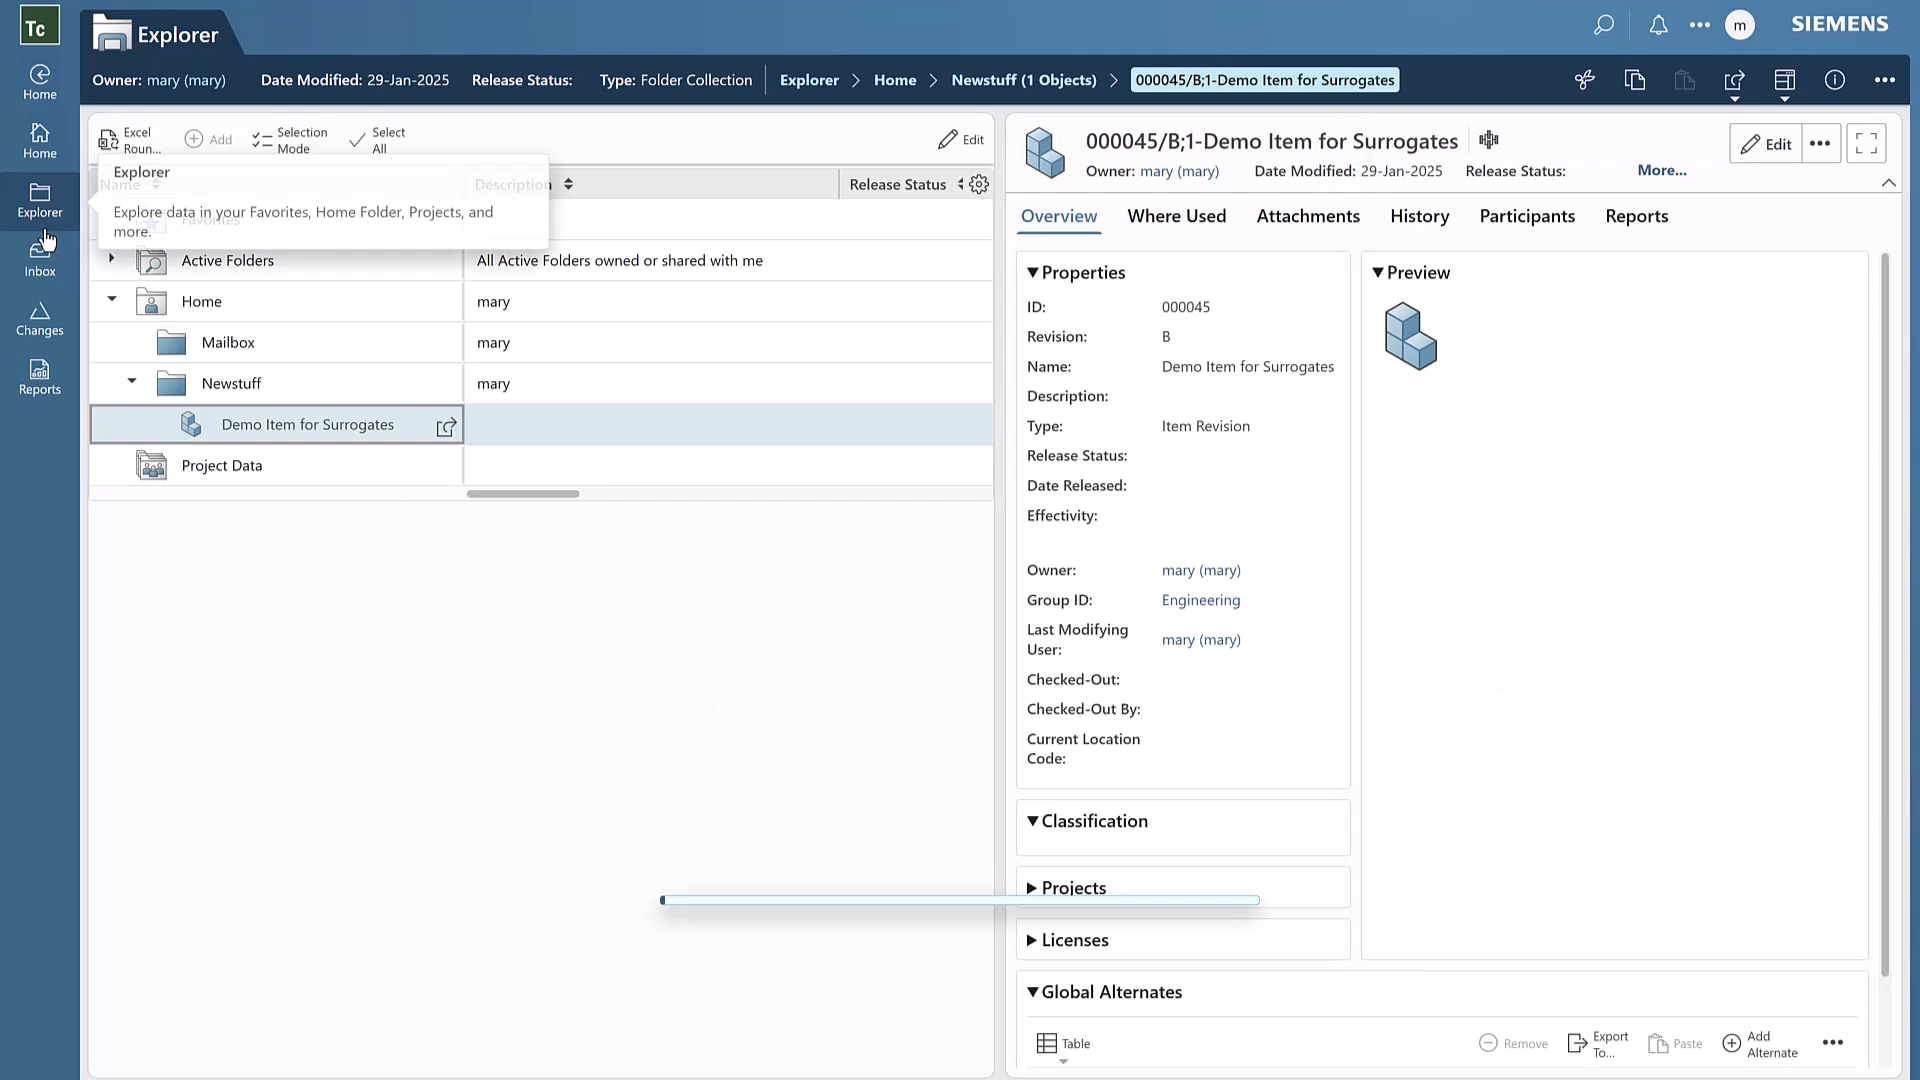 Tc
Explorer
m
SIEMENS
Home
Home
Explorer
Inbox
Changes
Reports
Owner: mary (mary)
Date Modified: 29-Jan-2025
Release Status:
Type: Folder Collection
Explorer
Home
Newstuff (1 Objects)
000045/B;1-Demo Item for Surrogates
Excel
Roun...
Add
Selection
Mode
Select
All
Edit
Name
Description
Release Status
Explorer
Explore data in your Favorites, Home Folder, Projects, and
more.
Favorites
Active Folders
All Active Folders owned or shared with me
Home
mary
Mailbox
mary
Newstuff
mary
Demo Item for Surrogates
Project Data
000045/B;1-Demo Item for Surrogates
Owner: mary (mary)
Date Modified: 29-Jan-2025
Release Status:
More...
Edit
Overview
Where Used
Attachments
History
Participants
Reports
Properties
ID: 000045
Revision: B
Name: Demo Item for Surrogates
Description:
Type: Item Revision
Release Status:
Date Released:
Effectivity:
Owner: mary (mary)
Group ID: Engineering
Last Modifying
User: mary (mary)
Checked-Out:
Checked-Out By:
Current Location
Code:
Preview
Classification
Projects
Licenses
Global Alternates
Table
Remove
Export
To...
Paste
Add
Alternate